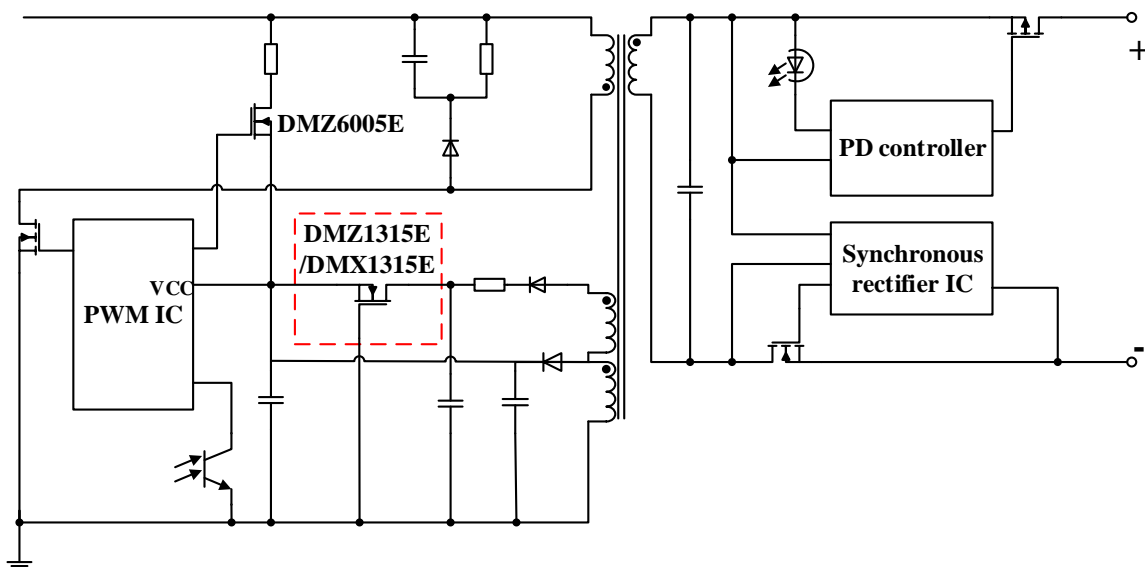 DMZ6005E
+
PD controller
DMZ1315E
/DMX1315E
Synchronous
rectifier IC
VCC
PWM IC
-